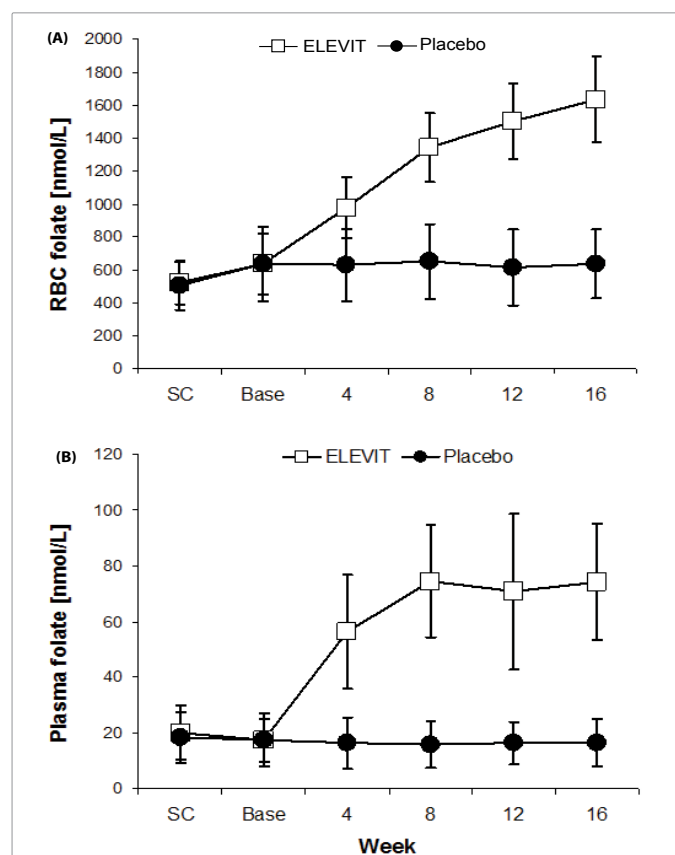 (A)
ELEVIT Placebo
RBC folate [nmol/L]
2000
1800
1600
1400
1200
1000
800
600
400
200
0
SC Base 4 8 12 16
(B)
ELEVIT Placebo
Plasma folate [nmol/L]
120
100
80
60
40
20
0
SC Base 4 8 12 16
Week